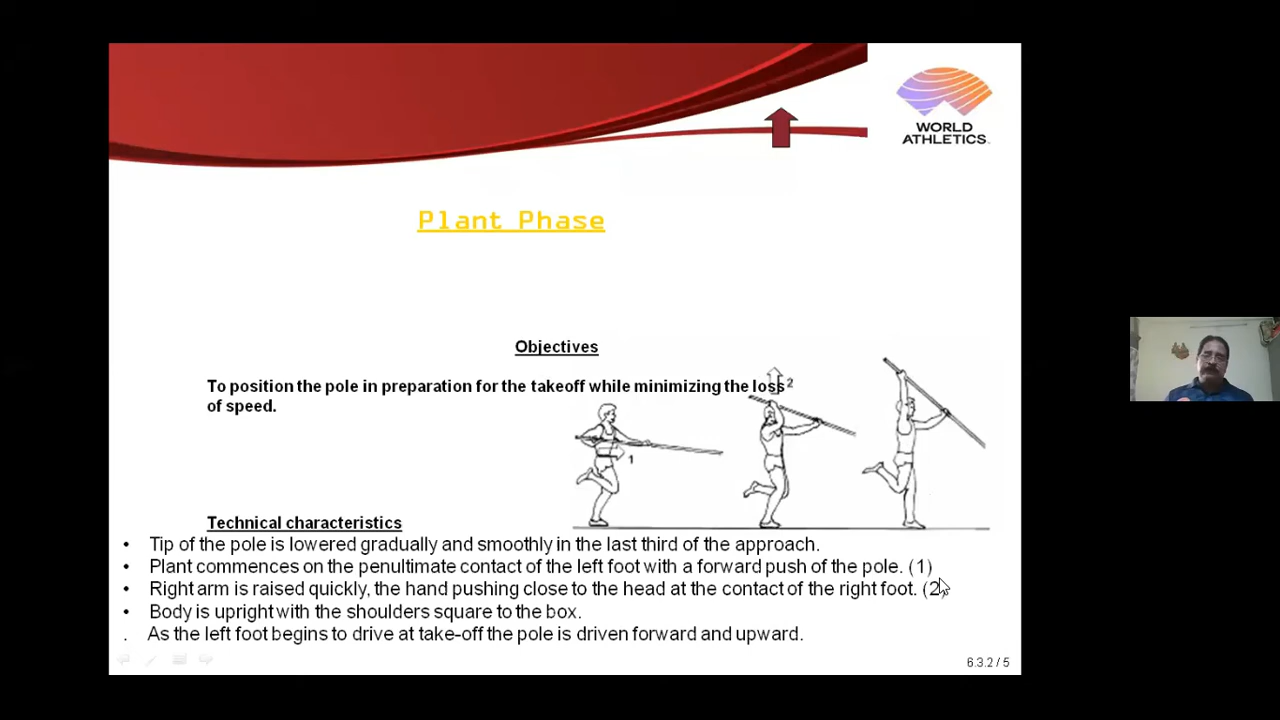 WORLD
ATHLETICS
Plant Phase
Objectives
To position the pole in preparation for the takeoff while minimizing the loss
of speed.
2
1
Technical characteristics
• Tip of the pole is lowered gradually and smoothly in the last third of the approach.
• Plant commences on the penultimate contact of the left foot with a forward push of the pole. (1)
• Right arm is raised quickly, the hand pushing close to the head at the contact of the right foot. (2
• Body is upright with the shoulders square to the box.
. As the left foot begins to drive at take-off the pole is driven forward and upward.
6.3.2 / 5